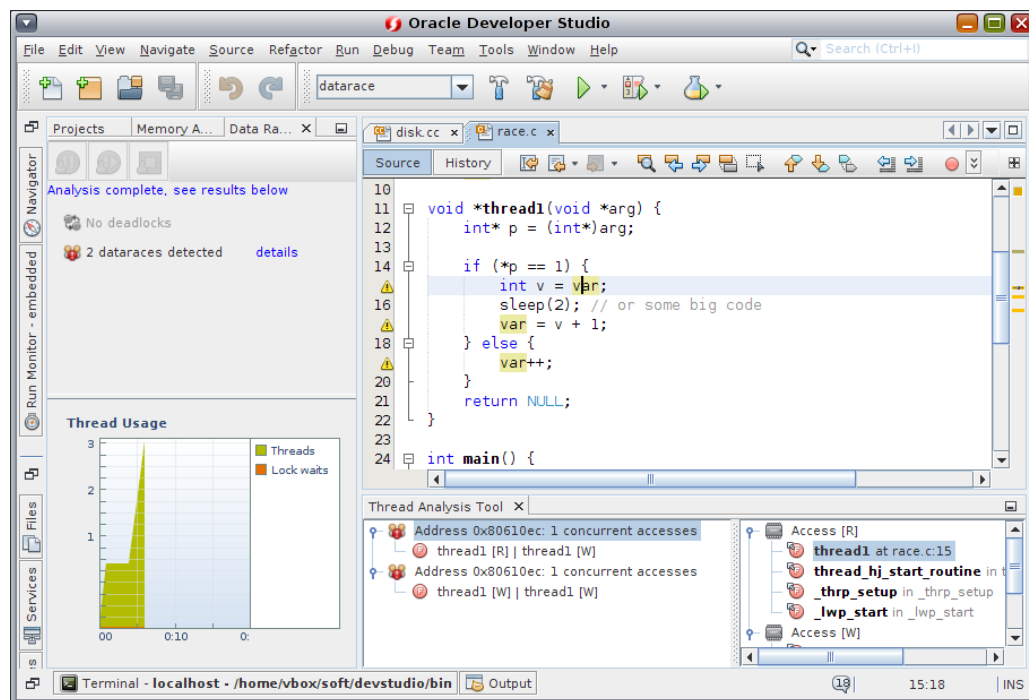 Oracle Developer Studio
File Edit View Navigate Source Refactor Run Debug Team Tools Window Help
Search (Ctrl+I)
datarace
Projects Memory A... Data Ra...
Analysis complete, see results below
No deadlocks
2 dataraces detected details
Navigator
Run Monitor - embedded
Files
Services
Thread Usage
3
2
1
00 0:10 0:
Threads
Lock waits
disk.cc race.c
Source History
10
11 void *thread1(void *arg) {
12 int* p = (int*)arg;
13
14 if (*p == 1) {
int v = var;
16 sleep(2); // or some big code
var = v + 1;
18 } else {
var++;
20 }
21 return NULL;
22 }
23
24 int main() {
Thread Analysis Tool
Address 0x80610ec: 1 concurrent accesses
thread1 [R] | thread1 [W]
Address 0x80610ec: 1 concurrent accesses
thread1 [W] | thread1 [W]
Access [R]
thread1 at race.c:15
thread_hj_start_routine in t
_thrp_setup in _thrp_setup
_lwp_start in _lwp_start
Access [W]
Terminal - localhost - /home/vbox/soft/devstudio/bin Output
18 15:18 INS